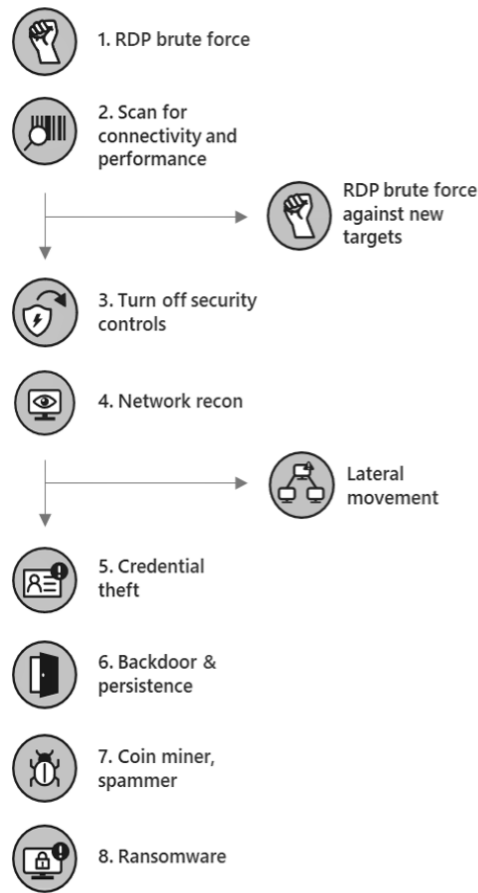 1. RDP brute force
2. Scan for
connectivity and
performance
RDP brute force
against new
targets
3. Turn off security
controls
4. Network recon
Lateral
movement
5. Credential
theft
6. Backdoor &
persistence
7. Coin miner,
spammer
8. Ransomware